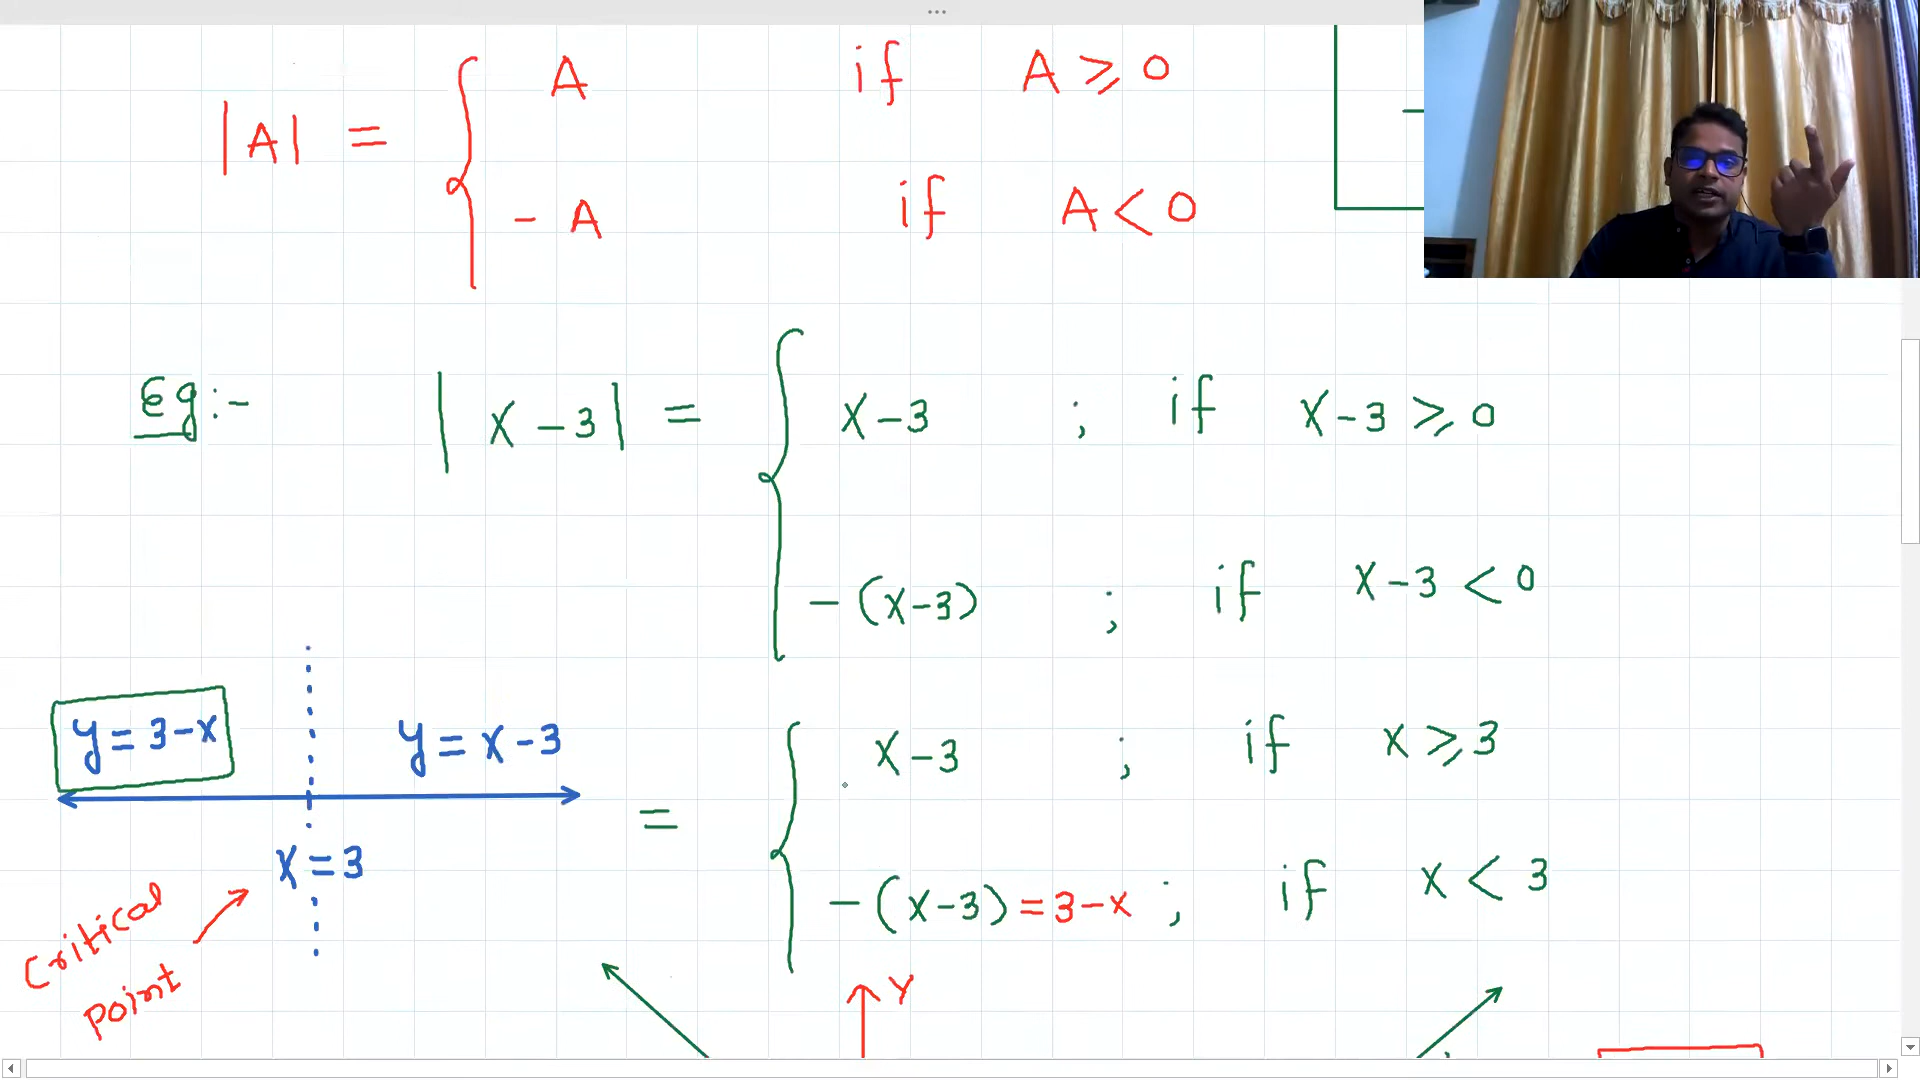 |A| = { A if A ⩾ 0
- A if A < 0
Eg:- |x-3| = { x-3 ; if x-3 ⩾ 0
-(x-3) ; if x-3 < 0
y = 3-x y = x-3
x = 3
Critical
point
= { x-3 ; if x ⩾ 3
-(x-3) = 3-x ; if x < 3
Y